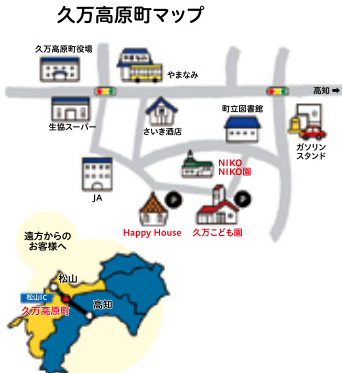 久万高原町マップ
久万高原町役場
やまなみ
高知 ➡
生協スーパー
さいき酒店
町立図書館
ガソリン
スタンド
NIKO
NIKO園
JA
P
P
Happy House
久万こども園
遠方からの
お客様へ
松山
松山IC
久万高原町
高知